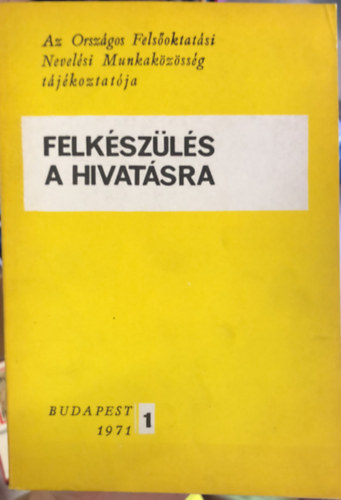 Az Országos Felsőoktatási
Nevelési Munkaközösség
tájékoztatója
FELKÉSZÜLÉS
A HIVATÁSRA
BUDAPEST
1971
1